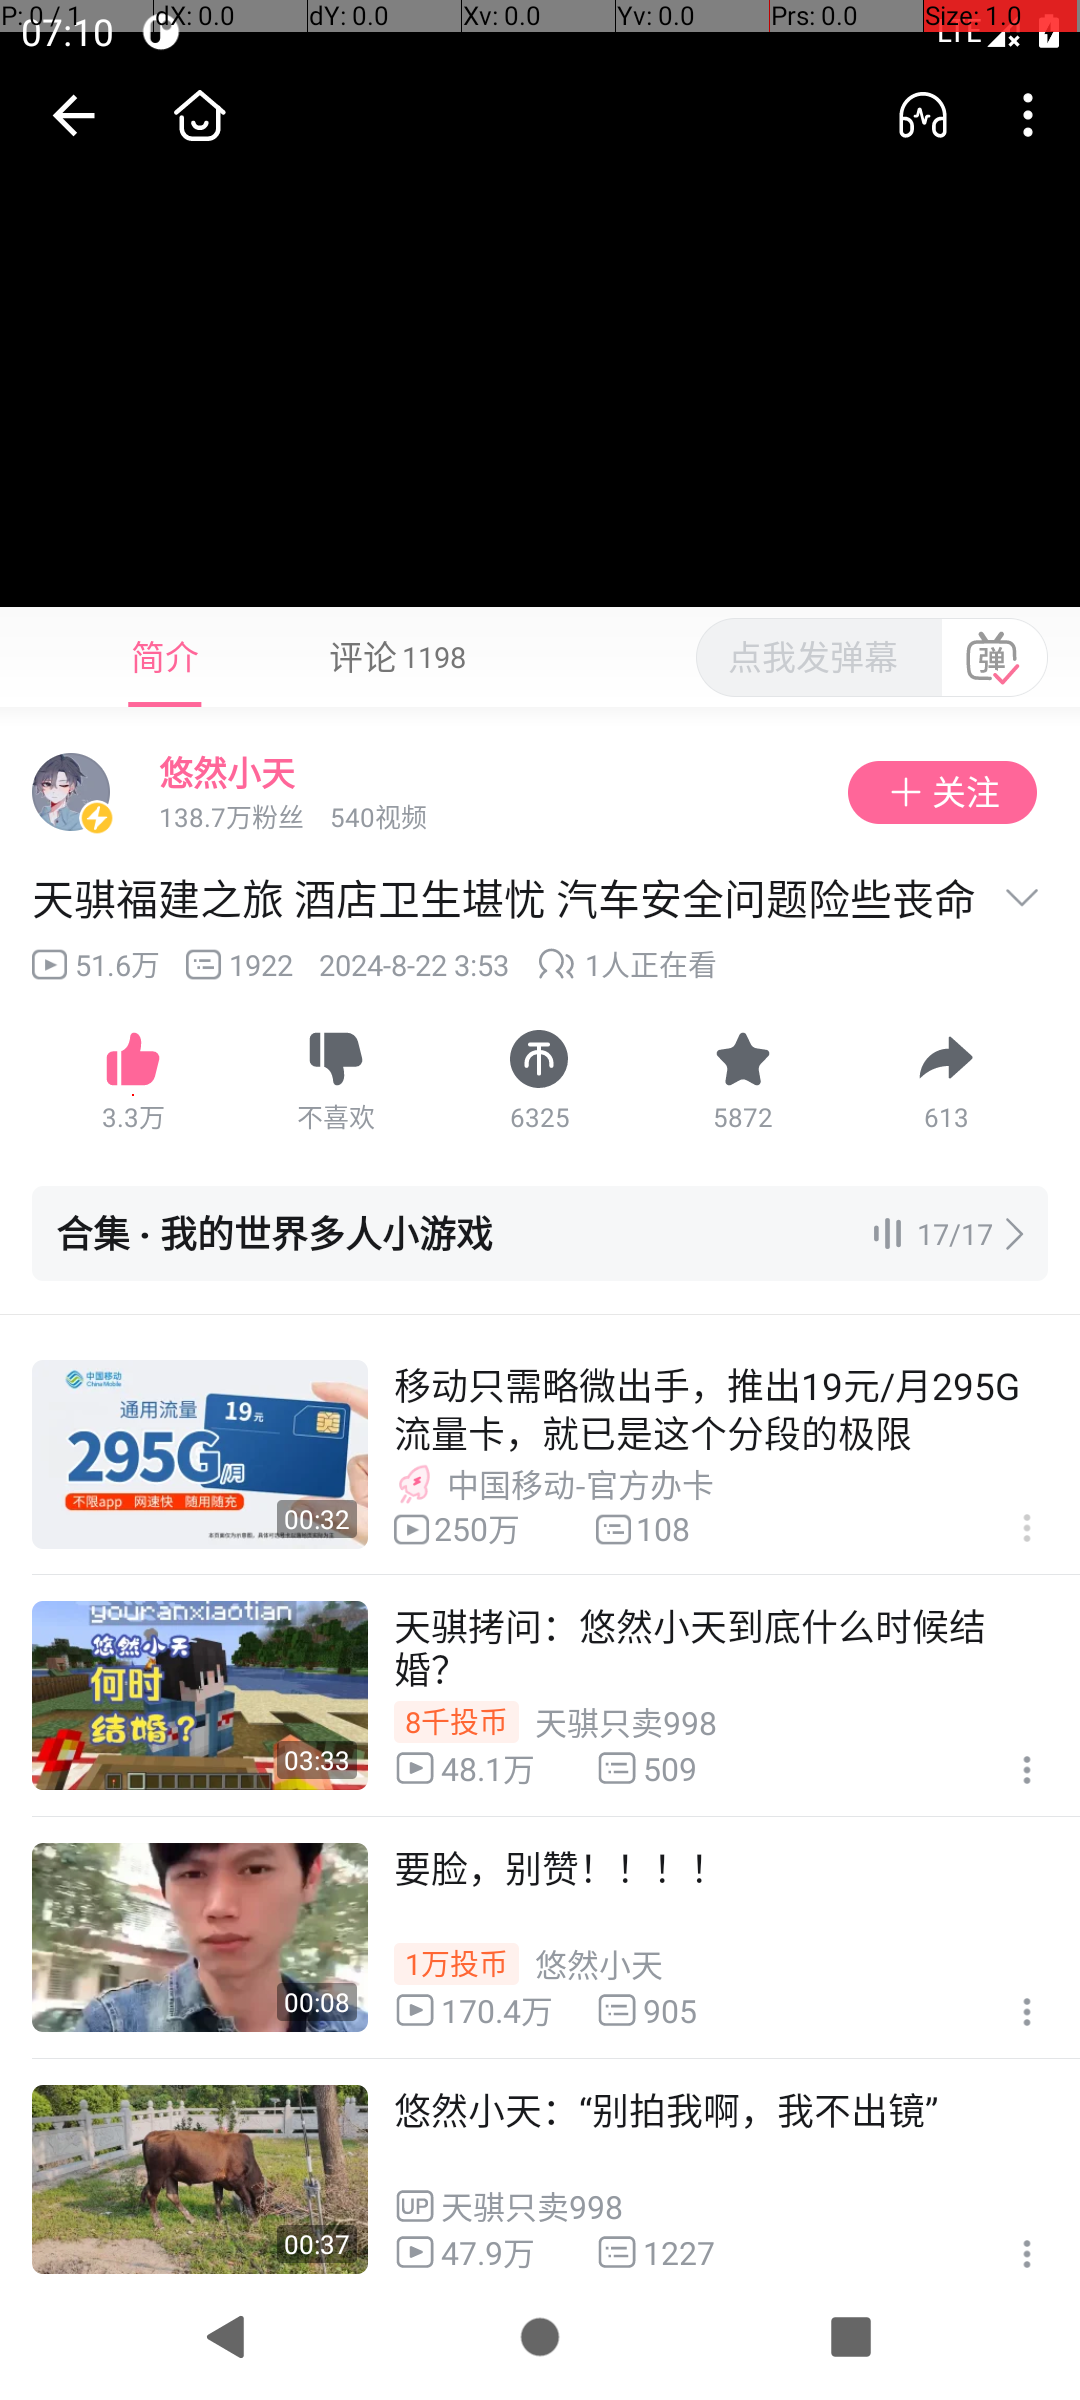 P: 0 / 1 dX: 0.0 dY: 0.0 Xv: 0.0 Yv: 0.0 Prs: 0.0 Size: 1.0
07:10 LTE
简介 评论 1198 点我发弹幕 弹
悠然小天
138.7万粉丝 540视频
关注
天骐福建之旅 酒店卫生堪忧 汽车安全问题险些丧命
51.6万 1922 2024-8-22 3:53 1人正在看
3.3万 不喜欢 6325 5872 613
合集 · 我的世界多人小游戏 17/17
中国移动
China Mobile
通用流量 19元
295G/月
不限app 网速快 随用随充
00:32
移动只需略微出手，推出19元/月295G
流量卡，就已是这个分段的极限
中国移动-官方办卡
250万 108
youranxiaotian
悠然小天
何时
结婚？
03:33
天骐拷问：悠然小天到底什么时候结
婚？
8千投币 天骐只卖998
48.1万 509
00:08
要脸，别赞！！！！
1万投币 悠然小天
170.4万 905
00:37
悠然小天：“别拍我啊，我不出镜”
UP 天骐只卖998
47.9万 1227